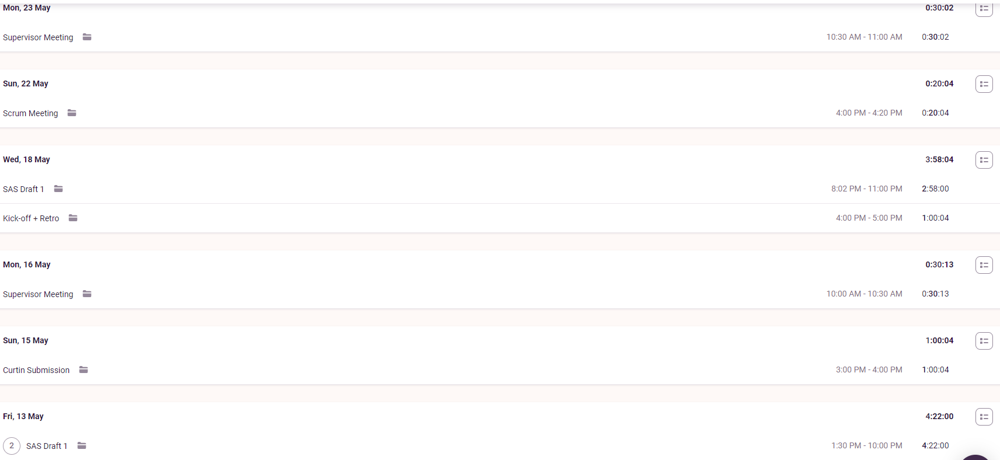 Mon, 23 May 0:30:02
Supervisor Meeting 10:30 AM - 11:00 AM 0:30:02
Sun, 22 May 0:20:04
Scrum Meeting 4:00 PM - 4:20 PM 0:20:04
Wed, 18 May 3:58:04
SAS Draft 1 8:02 PM - 11:00 PM 2:58:00
Kick-off + Retro 4:00 PM - 5:00 PM 1:00:04
Mon, 16 May 0:30:13
Supervisor Meeting 10:00 AM - 10:30 AM 0:30:13
Sun, 15 May 1:00:04
Curtin Submission 3:00 PM - 4:00 PM 1:00:04
Fri, 13 May 4:22:00
2 SAS Draft 1 1:30 PM - 10:00 PM 4:22:00